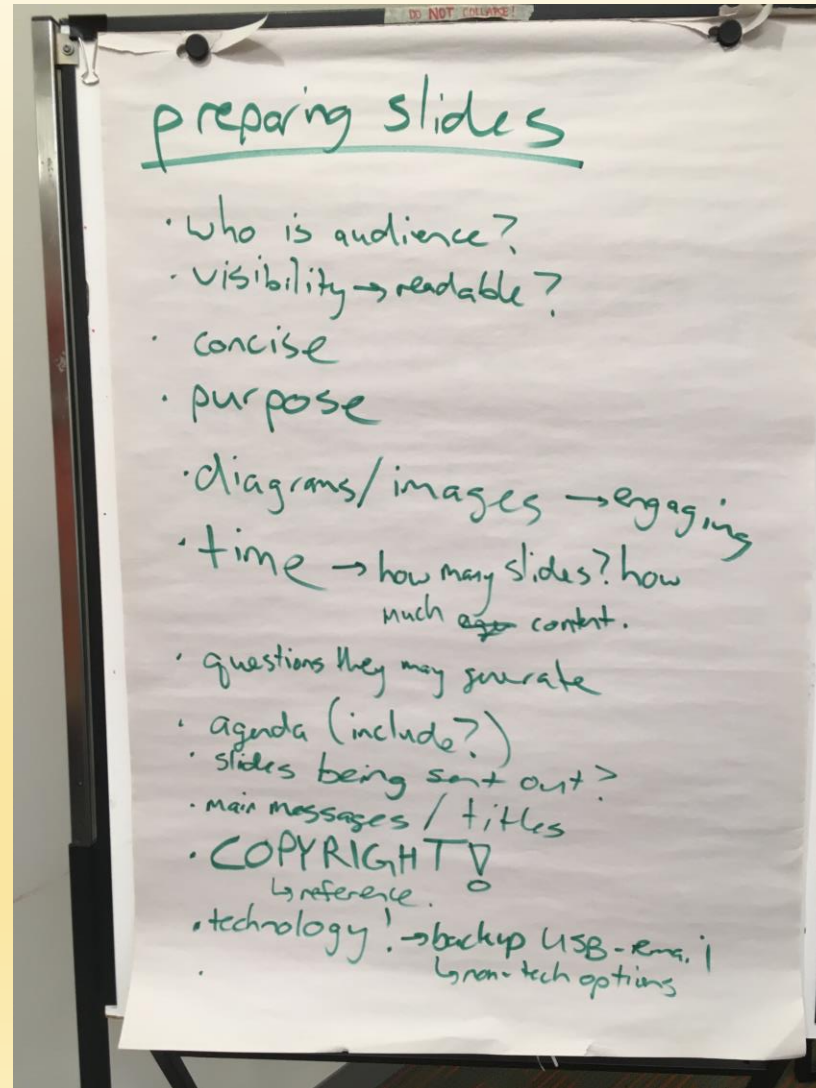 DO NOT COLLAPSE!
preparing slides
· who is audience?
· visibility → readable?
· concise
· purpose
· diagrams/images → engaging
· time → how many slides? how
much content.
· questions they may generate
· agenda (include?)
· slides being sent out?
· main messages / titles
· COPYRIGHT!
↳ reference.
· technology! → backup USB - email
↳ non-tech options
·